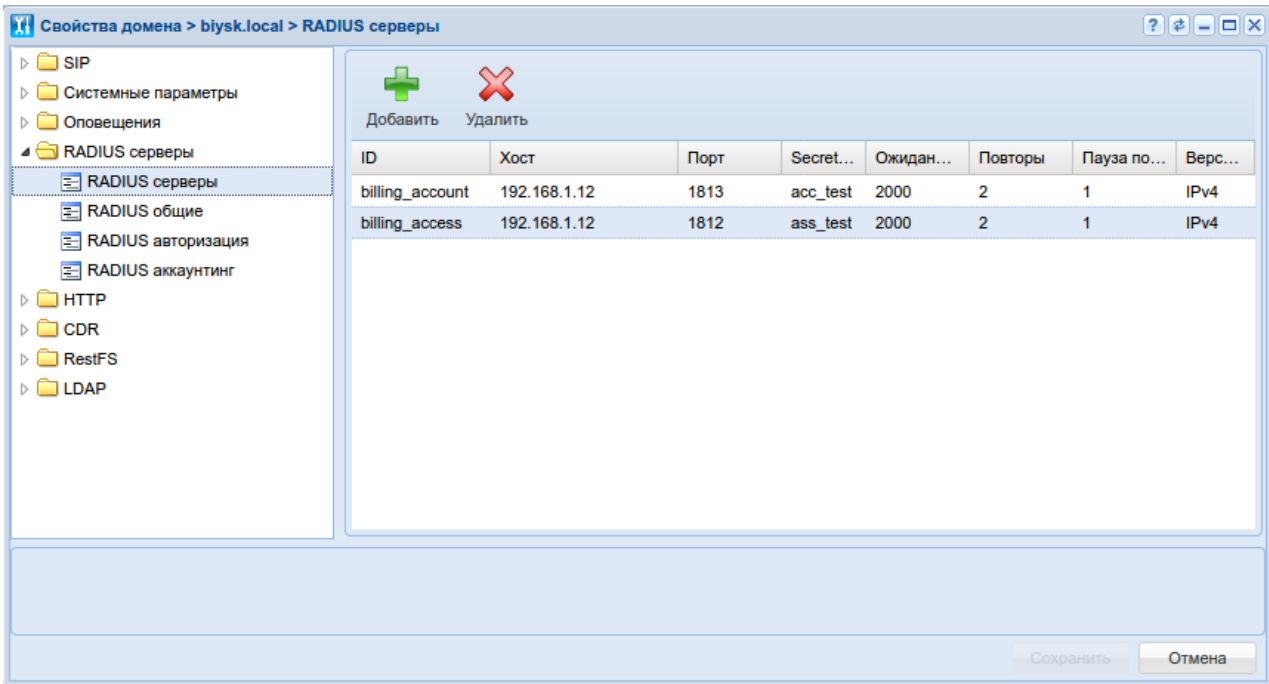 Свойства домена > biysk.local > RADIUS серверы
SIP
Системные параметры
Оповещения
RADIUS серверы
RADIUS серверы
RADIUS общие
RADIUS авторизация
RADIUS аккаунтинг
HTTP
CDR
RestFS
LDAP
Добавить Удалить
ID Хост Порт Secret... Ожидан... Повторы Пауза по... Верс...
billing_account 192.168.1.12 1813 acc_test 2000 2 1 IPv4
billing_access 192.168.1.12 1812 ass_test 2000 2 1 IPv4
Сохранить Отмена